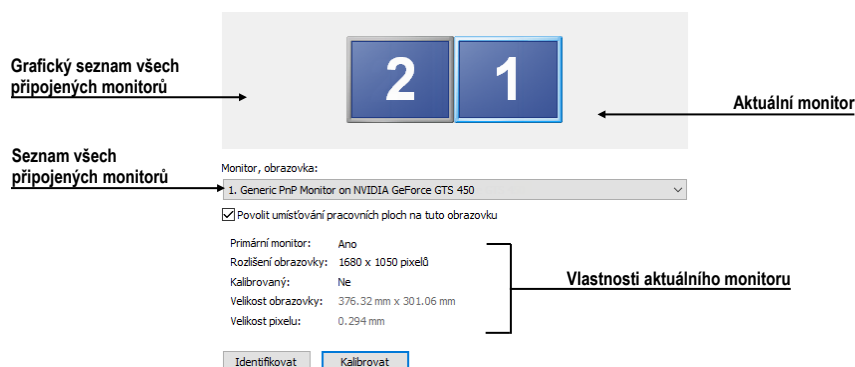 2
1
Grafický seznam všech
připojených monitorů
Aktuální monitor
Seznam všech
připojených monitorů
Monitor, obrazovka:
1. Generic PnP Monitor on NVIDIA GeForce GTS 450
Povolit umísťování pracovních ploch na tuto obrazovku
Primární monitor: Ano
Rozlišení obrazovky: 1680 x 1050 pixelů
Kalibrovaný: Ne
Velikost obrazovky: 376.32 mm x 301.06 mm
Velikost pixelu: 0.294 mm
Vlastnosti aktuálního monitoru
Identifikovat Kalibrovat